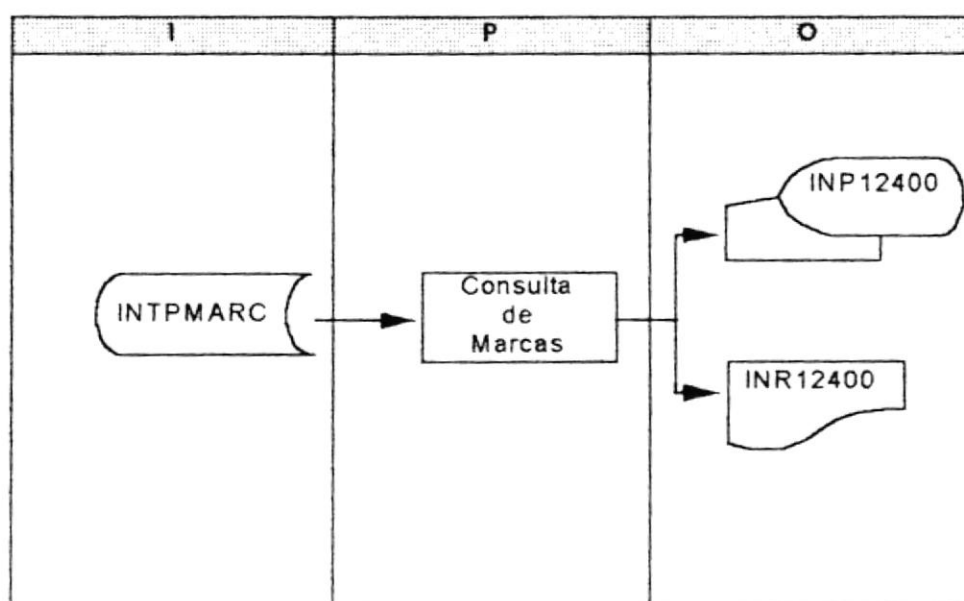 I P O
INP12400
INTPMARC
Consulta
de
Marcas
INR12400